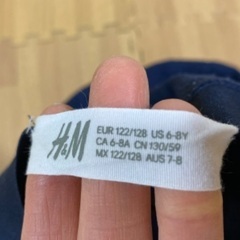 H&M
EUR 122/128 US 6-8Y
CA 6-8A CN 130/59
MX 122/128 AUS 7-8